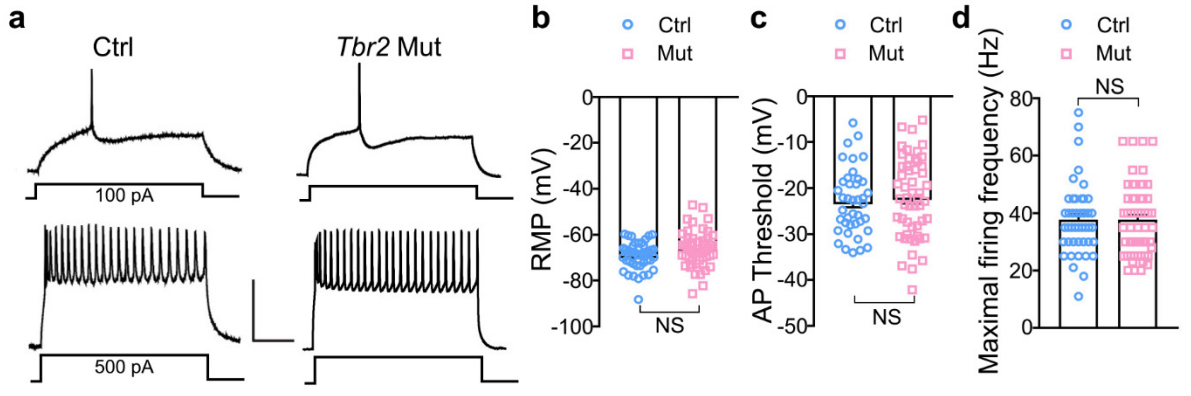 a
Ctrl
Tbr2 Mut
100 pA
500 pA
b
Ctrl
Mut
RMP (mV)
0
-20
-40
-60
-80
-100
NS
c
Ctrl
Mut
AP Threshold (mV)
0
-10
-20
-30
-40
-50
NS
d
Ctrl
Mut
Maximal firing frequency (Hz)
80
60
40
20
0
NS